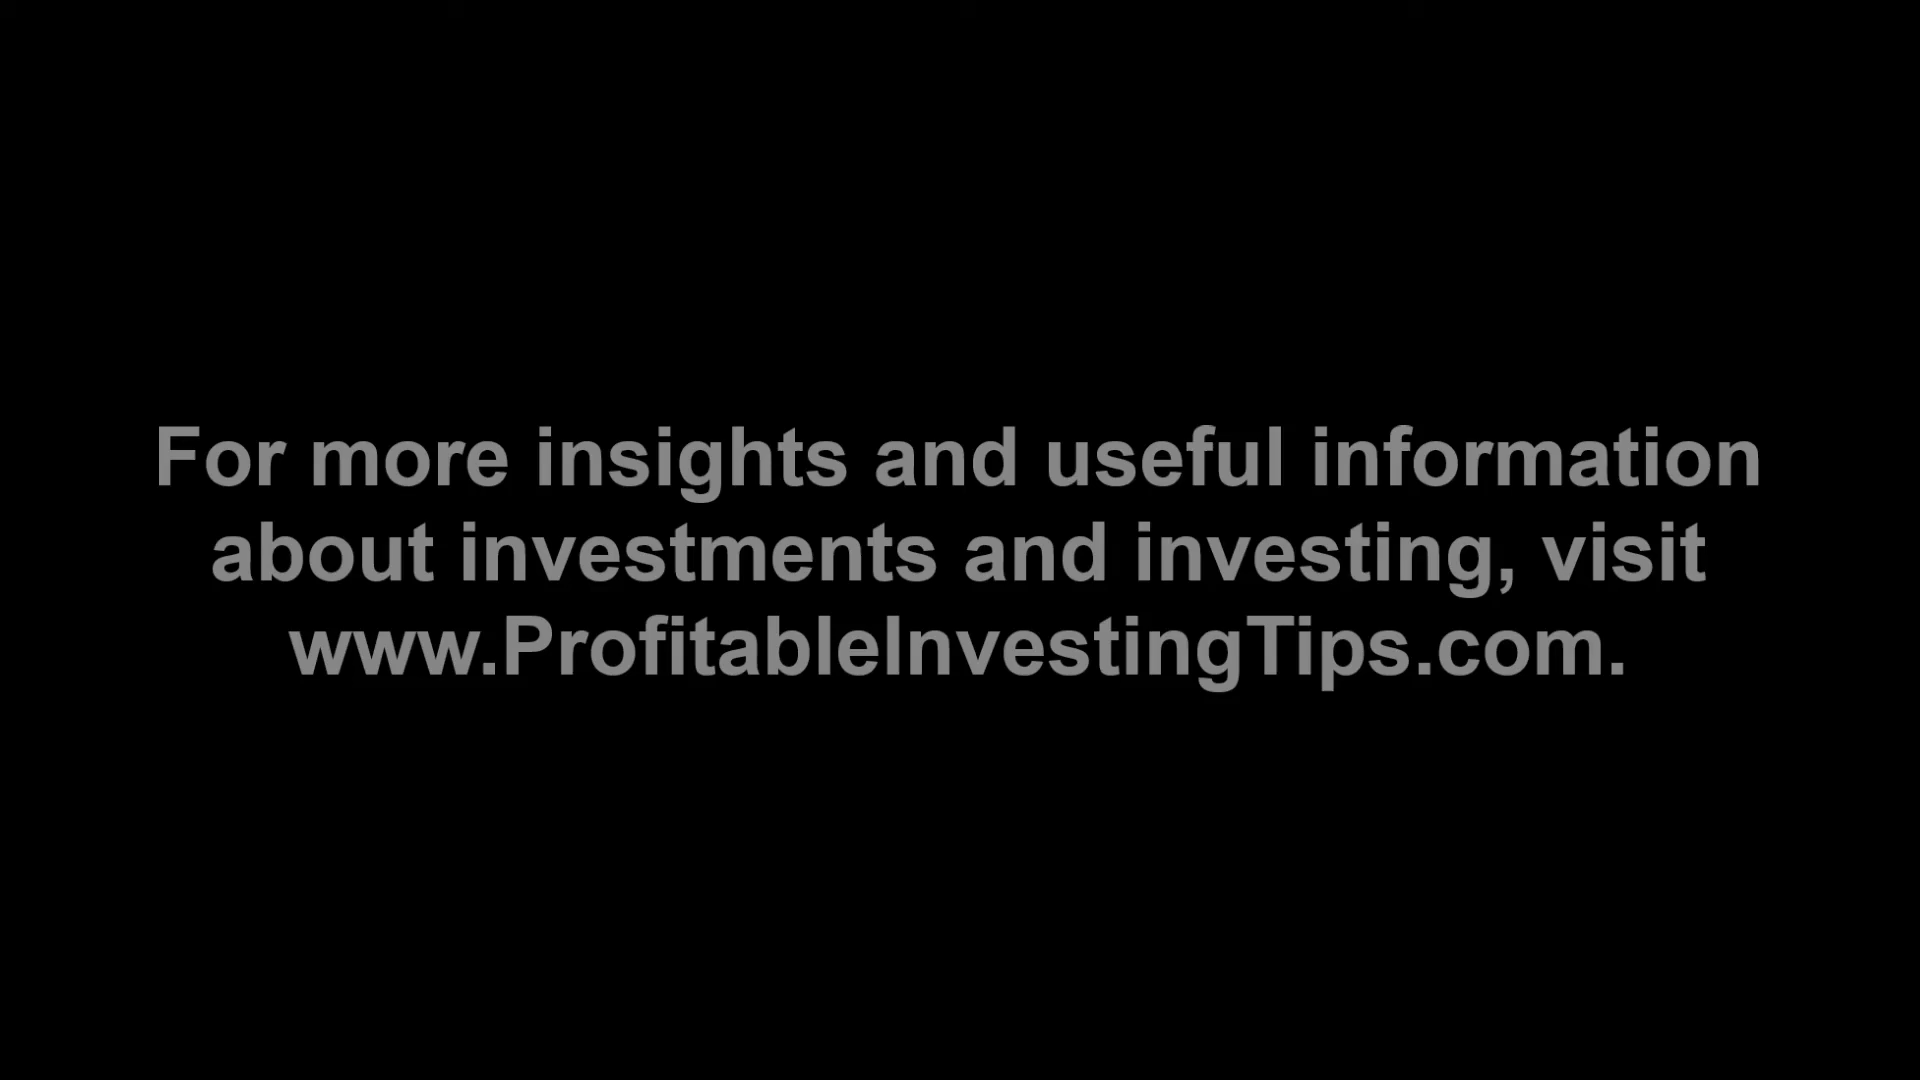 For more insights and useful information
about investments and investing, visit
www.ProfitableInvestingTips.com.